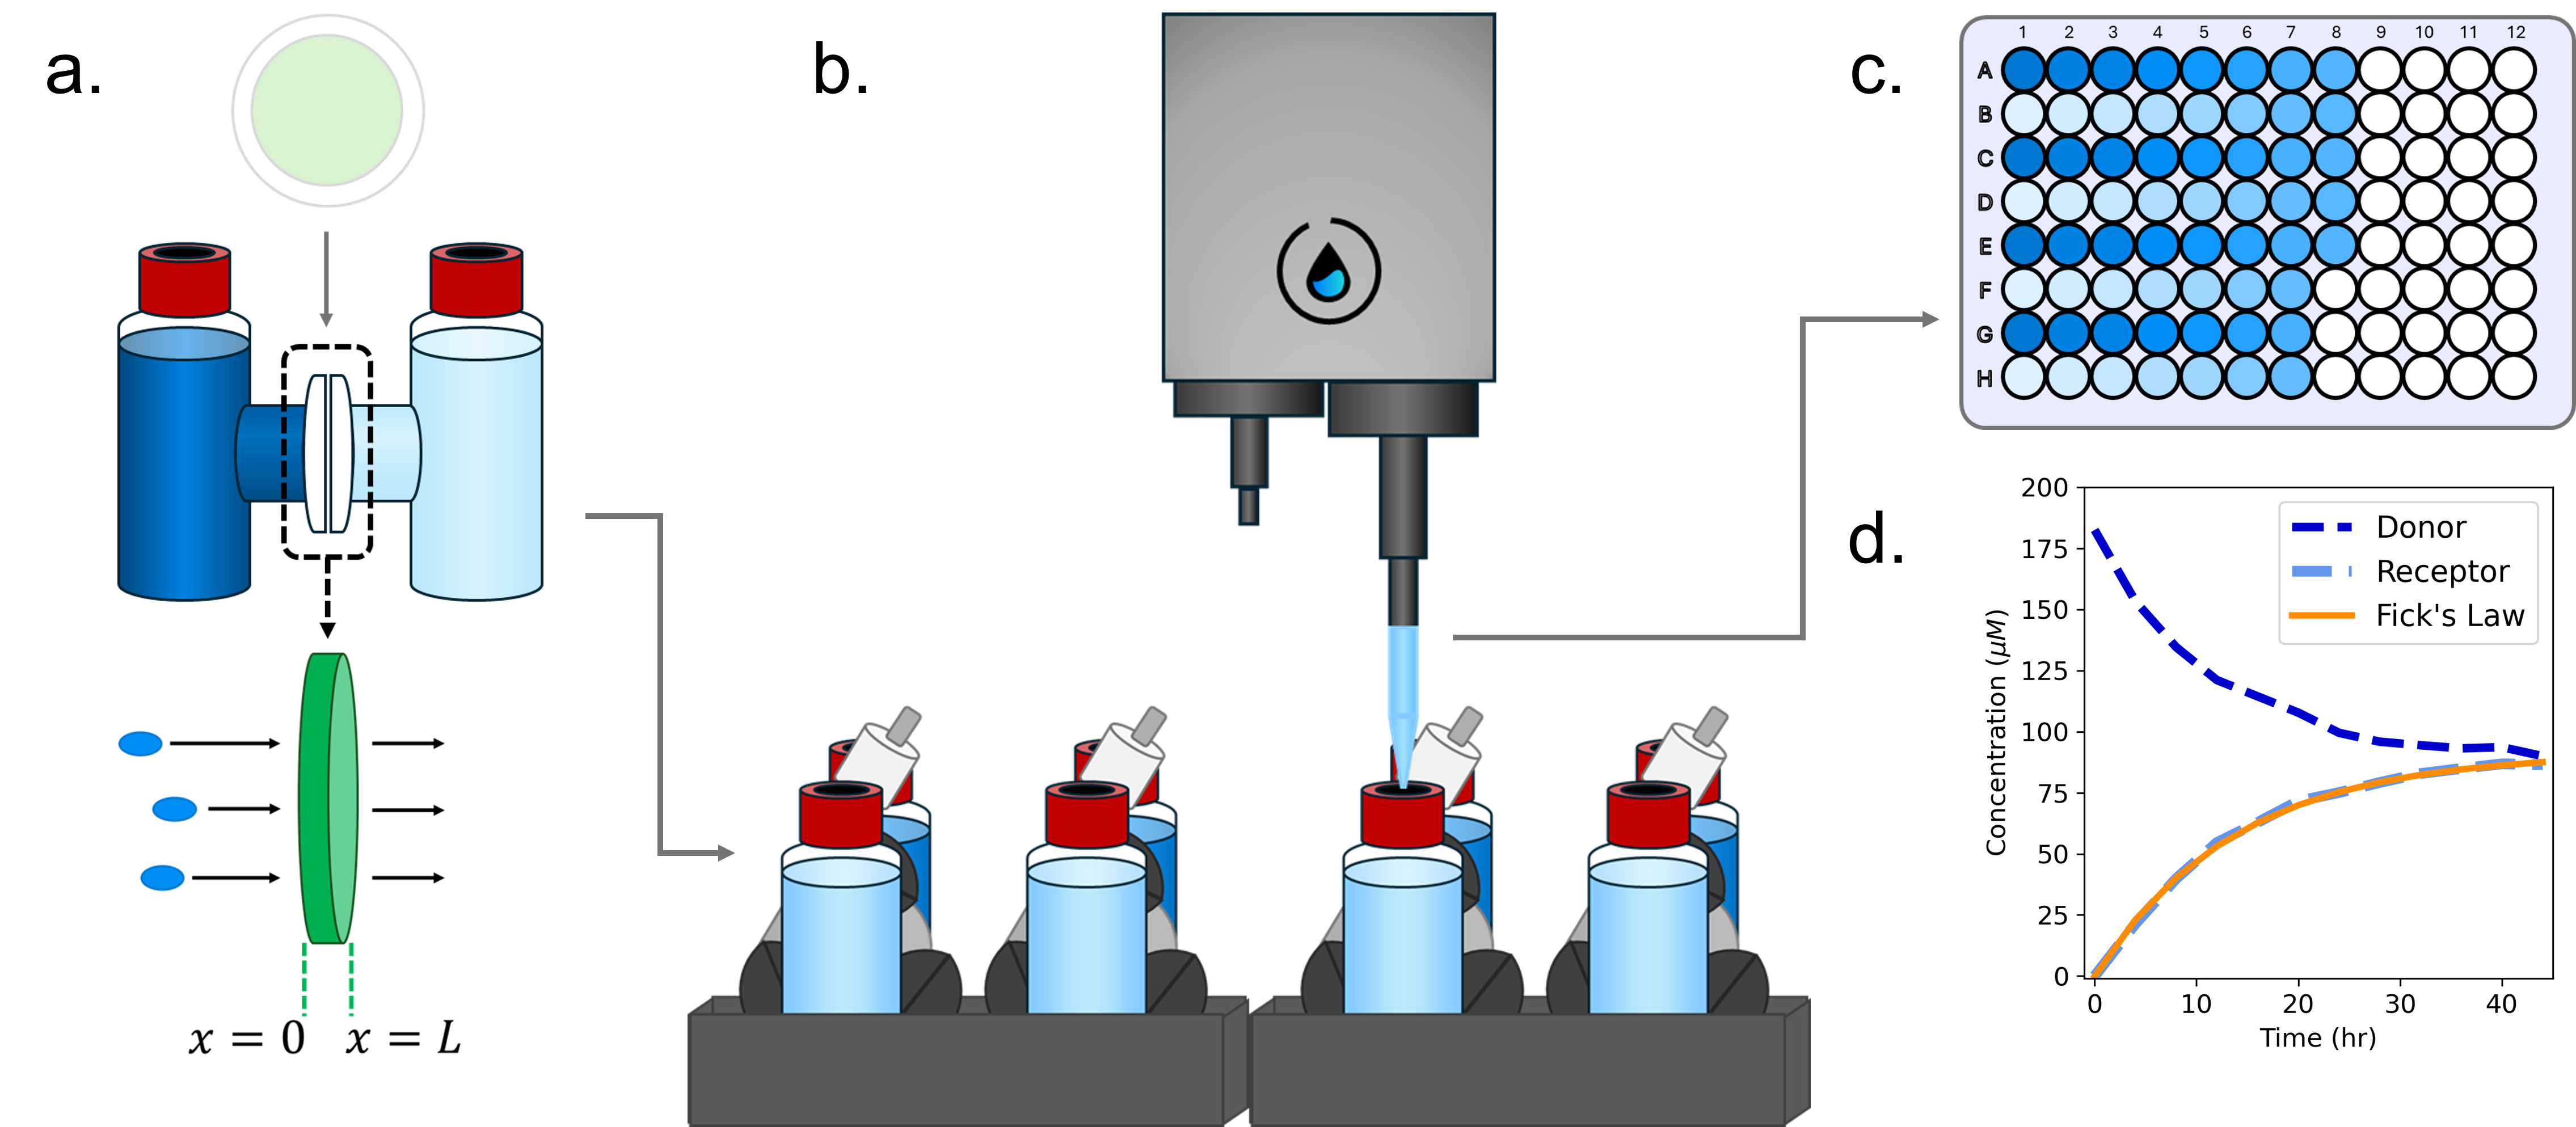 a.
x = 0 x = L
b.
c.
1 2 3 4 5 6 7 8 9 10 11 12
A
B
C
D
E
F
G
H
d.
200
175
150
125
100
75
50
25
0
Concentration (μM)
Donor
Receptor
Fick's Law
0 10 20 30 40
Time (hr)